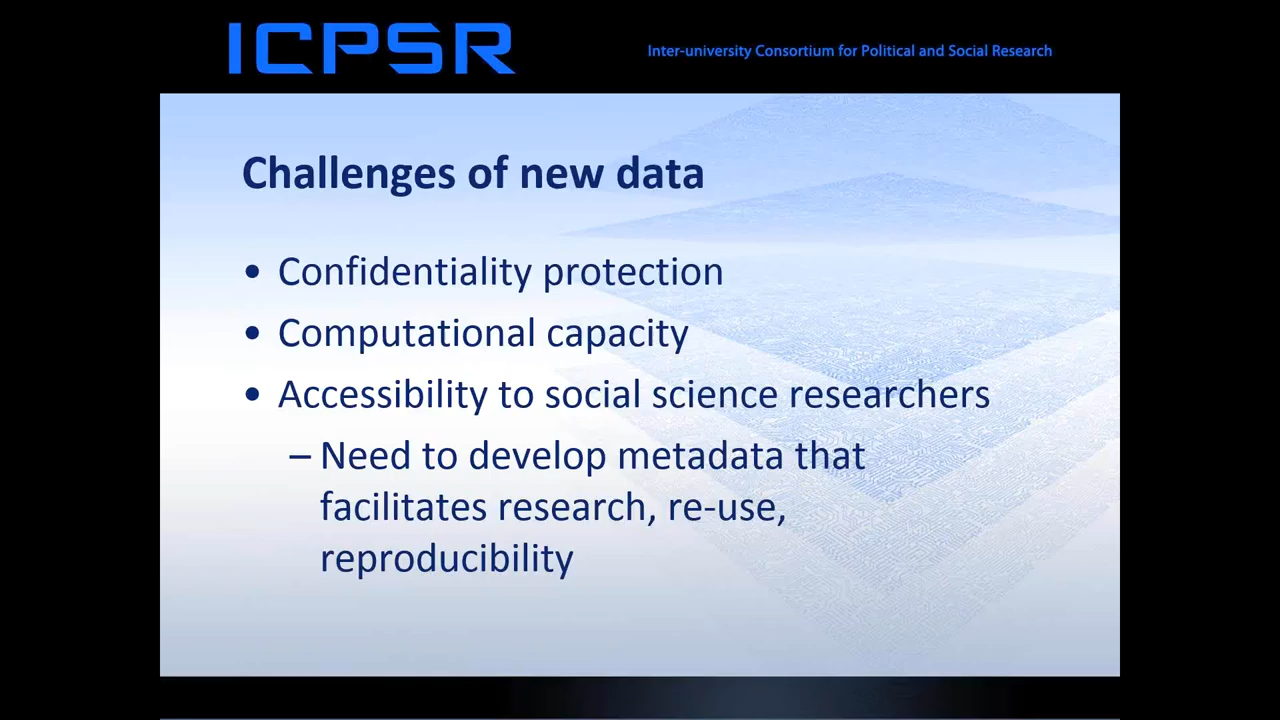 ICPSR
Inter-university Consortium for Political and Social Research
Challenges of new data
• Confidentiality protection
• Computational capacity
• Accessibility to social science researchers
– Need to develop metadata that
facilitates research, re-use,
reproducibility